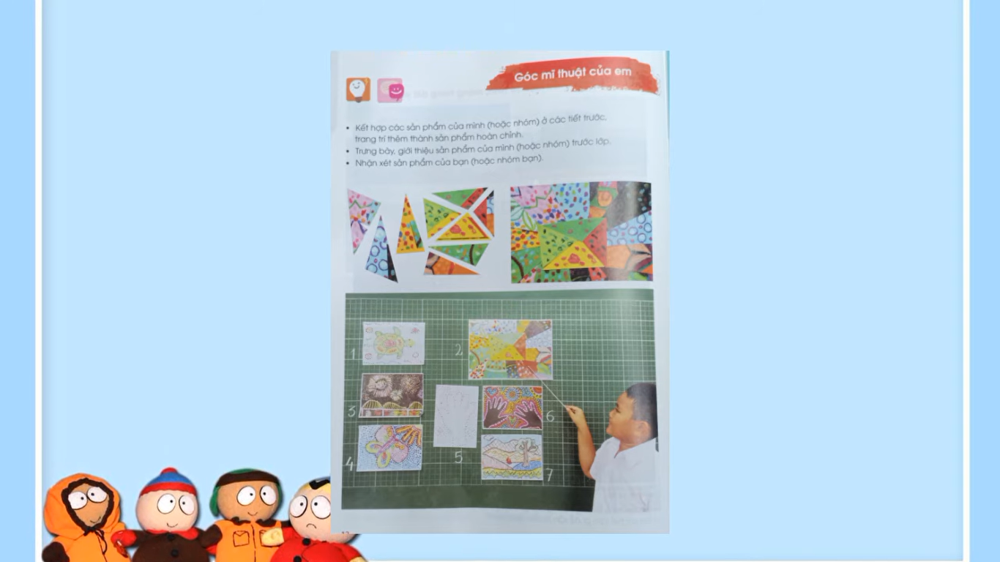 Góc mĩ thuật của em
• Kết hợp các sản phẩm của mình (hoặc nhóm) ở các tiết trước,
trang trí thêm thành sản phẩm hoàn chỉnh.
• Trưng bày, giới thiệu sản phẩm của mình (hoặc nhóm) trước lớp.
• Nhận xét sản phẩm của bạn (hoặc nhóm bạn).
1
2
3
6
4
5
7